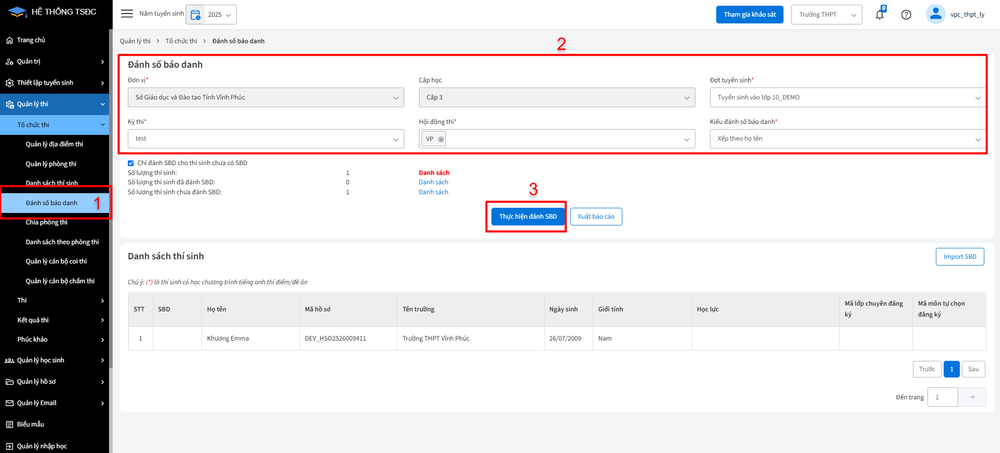 HỆ THỐNG TSĐC
Năm tuyển sinh
2025
Tham gia khảo sát
Trường THPT
0
vpc_thpt_ly
Trang chủ
Quản trị
Thiết lập tuyển sinh
Quản lý thi
Tổ chức thi
Quản lý địa điểm thi
Quản lý phòng thi
Danh sách thí sinh
Đánh số báo danh
1
Chia phòng thi
Danh sách theo phòng thi
Quản lý cán bộ coi thi
Quản lý cán bộ chấm thi
Thi
Kết quả thi
Phúc khảo
Quản lý học sinh
Quản lý hồ sơ
Quản lý Email
Biểu mẫu
Quản lý nhập học
Quản lý thi > Tổ chức thi > Đánh số báo danh
2
Đánh số báo danh
Đơn vị*
Cấp học
Đợt tuyển sinh*
Sở Giáo dục và Đào tạo Tỉnh Vĩnh Phúc
Cấp 3
Tuyển sinh vào lớp 10_DEMO
Kỳ thi*
Hội đồng thi*
Kiểu đánh số báo danh*
test
VP
Xếp theo họ tên
Chỉ đánh SBD cho thí sinh chưa có SBD
Số lượng thí sinh: 1 Danh sách
Số lượng thí sinh đã đánh SBD: 0 Danh sách
Số lượng thí sinh chưa đánh SBD: 1 Danh sách
3
Thực hiện đánh SBD
Xuất báo cáo
Danh sách thí sinh
Import SBD
Chú ý: (*) là thí sinh có học chương trình tiếng anh thí điểm/đề án
STT SBD Họ tên Mã hồ sơ Tên trường Ngày sinh Giới tính Học lực Mã lớp chuyên đăng ký Mã môn tự chọn đăng ký
1 Khương Emma DEV_HSO2526009411 Trường THPT Vĩnh Phúc 26/07/2009 Nam
Trước 1 Sau
Đến trang 1